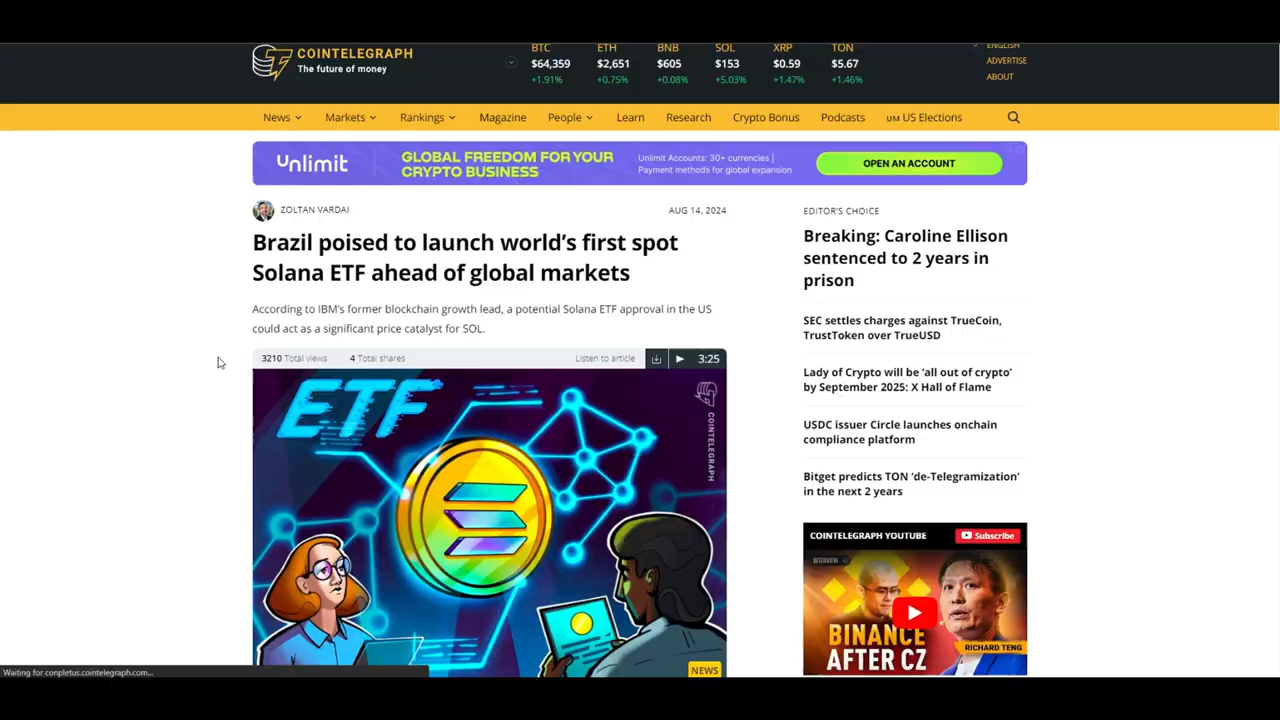 COINTELEGRAPH
The future of money
BTC ETH BNB SOL XRP TON
$64,359 $2,651 $605 $153 $0.59 $5.67
+1.91% +0.75% +0.08% +5.03% +1.47% +1.46%
ENGLISH
ADVERTISE
ABOUT
News Markets Rankings Magazine People Learn Research Crypto Bonus Podcasts US Elections
Unlimit
GLOBAL FREEDOM FOR YOUR
CRYPTO BUSINESS
Unlimit Accounts: 30+ currencies |
Payment methods for global expansion
OPEN AN ACCOUNT
ZOLTAN VARDAI
AUG 14, 2024
Brazil poised to launch world's first spot
Solana ETF ahead of global markets
According to IBM's former blockchain growth lead, a potential Solana ETF approval in the US
could act as a significant price catalyst for SOL.
3210 Total views 4 Total shares Listen to article 3:25
ETF
COINTELEGRAPH
NEWS
EDITOR'S CHOICE
Breaking: Caroline Ellison
sentenced to 2 years in
prison
SEC settles charges against TrueCoin,
TrustToken over TrueUSD
Lady of Crypto will be ‘all out of crypto’
by September 2025: X Hall of Flame
USDC issuer Circle launches onchain
compliance platform
Bitget predicts TON ‘de-Telegramization’
in the next 2 years
COINTELEGRAPH YOUTUBE
Subscribe
INTERVIEW
BINANCE
AFTER CZ
RICHARD TENG
Waiting for conpletus.cointelegraph.com...